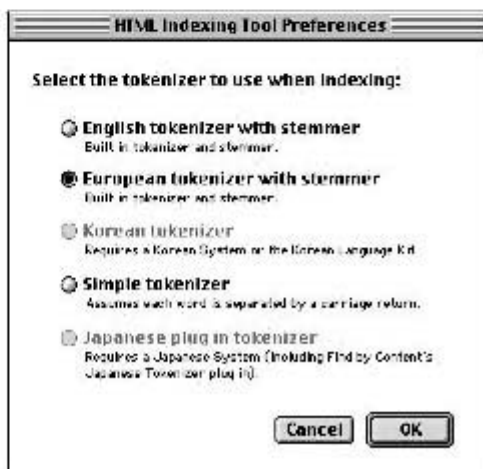 HTML Indexing Tool Preferences
Select the tokenizer to use when indexing:
English tokenizer with stemmer
Built in tokenizer and stemmer.
European tokenizer with stemmer
Built in tokenizer and stemmer.
Korean tokenizer
Requires a Korean System or the Korean Language Kit
Simple tokenizer
Assumes each word is separated by a carriage return.
Japanese plug in tokenizer
Requires a Japanese System (including Find by Content's
Japanese Tokenizer plug in).
Cancel OK